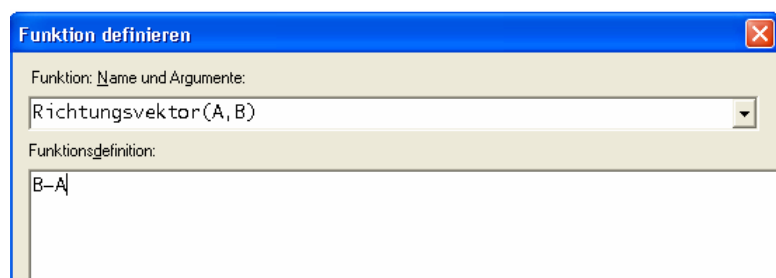 Funktion definieren
Funktion: Name und Argumente:
Richtungsvektor(A,B)
Funktionsdefinition:
B–A